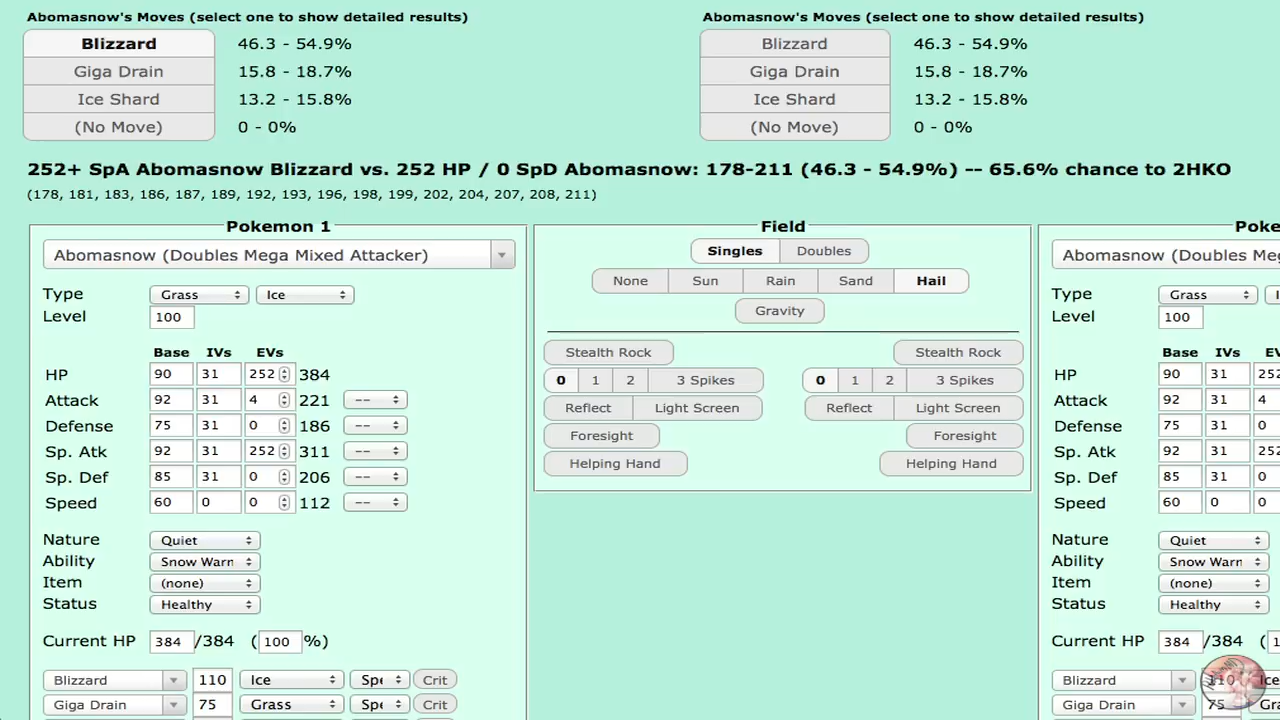 Abomasnow's Moves (select one to show detailed results) Abomasnow's Moves (select one to show detailed results)
Blizzard 46.3 - 54.9% Blizzard 46.3 - 54.9%
Giga Drain 15.8 - 18.7% Giga Drain 15.8 - 18.7%
Ice Shard 13.2 - 15.8% Ice Shard 13.2 - 15.8%
(No Move) 0 - 0% (No Move) 0 - 0%
252+ SpA Abomasnow Blizzard vs. 252 HP / 0 SpD Abomasnow: 178-211 (46.3 - 54.9%) -- 65.6% chance to 2HKO
(178, 181, 183, 186, 187, 189, 192, 193, 196, 198, 199, 202, 204, 207, 208, 211)
Pokemon 1 Field Poke
Abomasnow (Doubles Mega Mixed Attacker) Singles Doubles Abomasnow (Doubles Meg
None Sun Rain Sand Hail
Type Grass Ice Type Grass I
Level 100 Gravity Level 100
Base IVs EVs Stealth Rock Stealth Rock Base IVs EV
HP 90 31 252 384 0 1 2 3 Spikes 0 1 2 3 Spikes HP 90 31 252
Attack 92 31 4 221 -- Reflect Light Screen Reflect Light Screen Attack 92 31 4
Defense 75 31 0 186 -- Foresight Foresight Defense 75 31 0
Sp. Atk 92 31 252 311 -- Helping Hand Helping Hand Sp. Atk 92 31 252
Sp. Def 85 31 0 206 -- Sp. Def 85 31 0
Speed 60 0 0 112 -- Speed 60 0 0
Nature Quiet Nature Quiet
Ability Snow Warn Ability Snow Warn
Item (none) Item (none)
Status Healthy Status Healthy
Current HP 384 /384 ( 100 %) Current HP 384 /384 ( 1
Blizzard 110 Ice Spe Crit Blizzard 110 Ice
Giga Drain 75 Grass Spe Crit Giga Drain 75 Gras